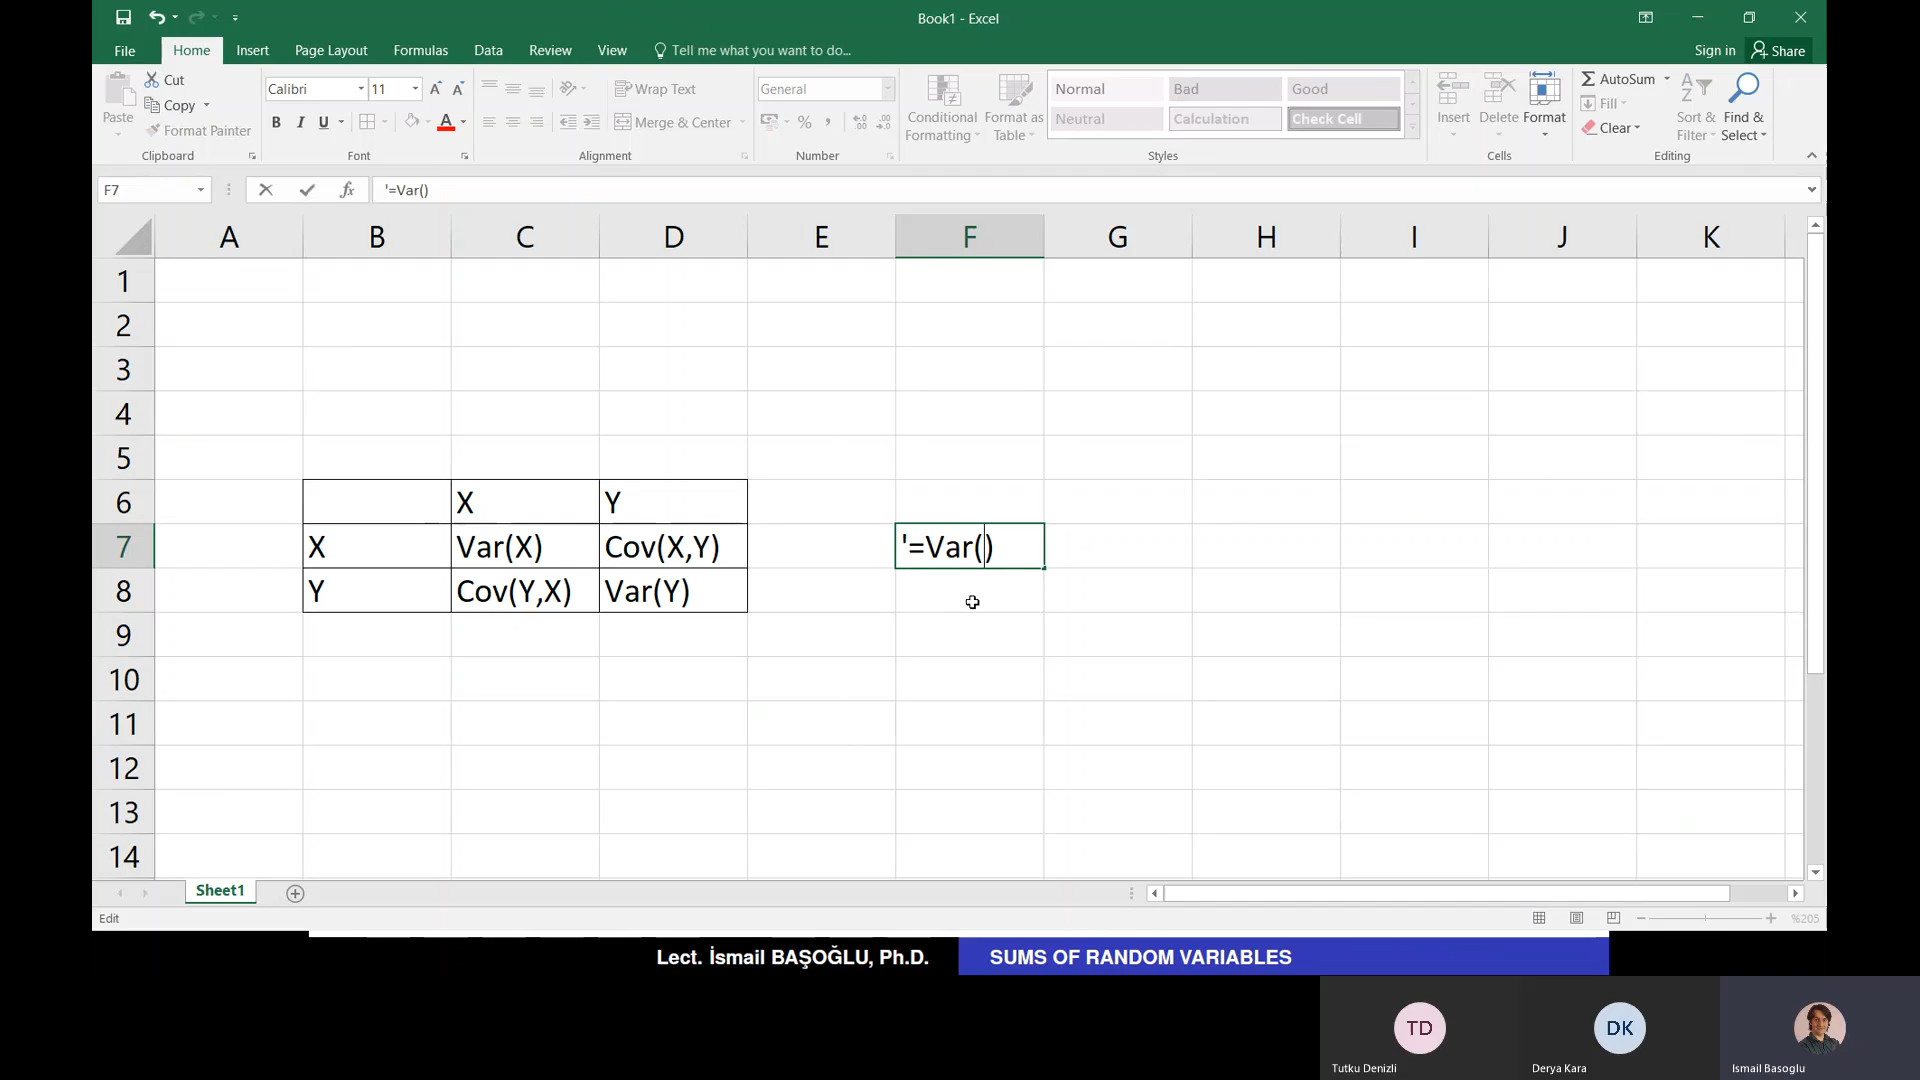 Book1 - Excel
File Home Insert Page Layout Formulas Data Review View Tell me what you want to do... Sign in Share
Cut
Copy
Format Painter
Paste
Clipboard
Calibri 11
B I U
Font
Wrap Text
Merge & Center
Alignment
General
%
Number
Conditional Formatting
Format as Table
Normal Bad Good
Neutral Calculation Check Cell
Styles
Insert Delete Format
Cells
AutoSum
Fill
Clear
Sort & Filter
Find & Select
Editing
F7 fx '=Var()
A B C D E F G H I J K
1
2
3
4
5
6 X Y
7 X Var(X) Cov(X,Y) '=Var()
8 Y Cov(Y,X) Var(Y)
9
10
11
12
13
14
Sheet1
Edit %205
Lect. İsmail BAŞOĞLU, Ph.D. SUMS OF RANDOM VARIABLES
TD DK
Tutku Denizli Derya Kara Ismail Basoglu